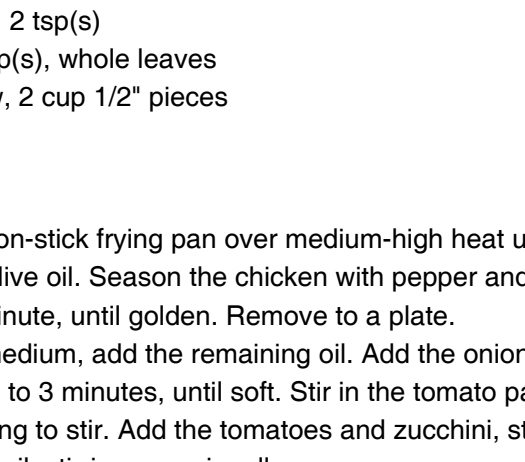 2 tsp(s)
p(s), whole leaves
, 2 cup 1/2" pieces
on-stick frying pan over medium-high heat u
live oil. Season the chicken with pepper and
inute, until golden. Remove to a plate.
edium, add the remaining oil. Add the onion
to 3 minutes, until soft. Stir in the tomato pa
ng to stir. Add the tomatoes and zucchini, st